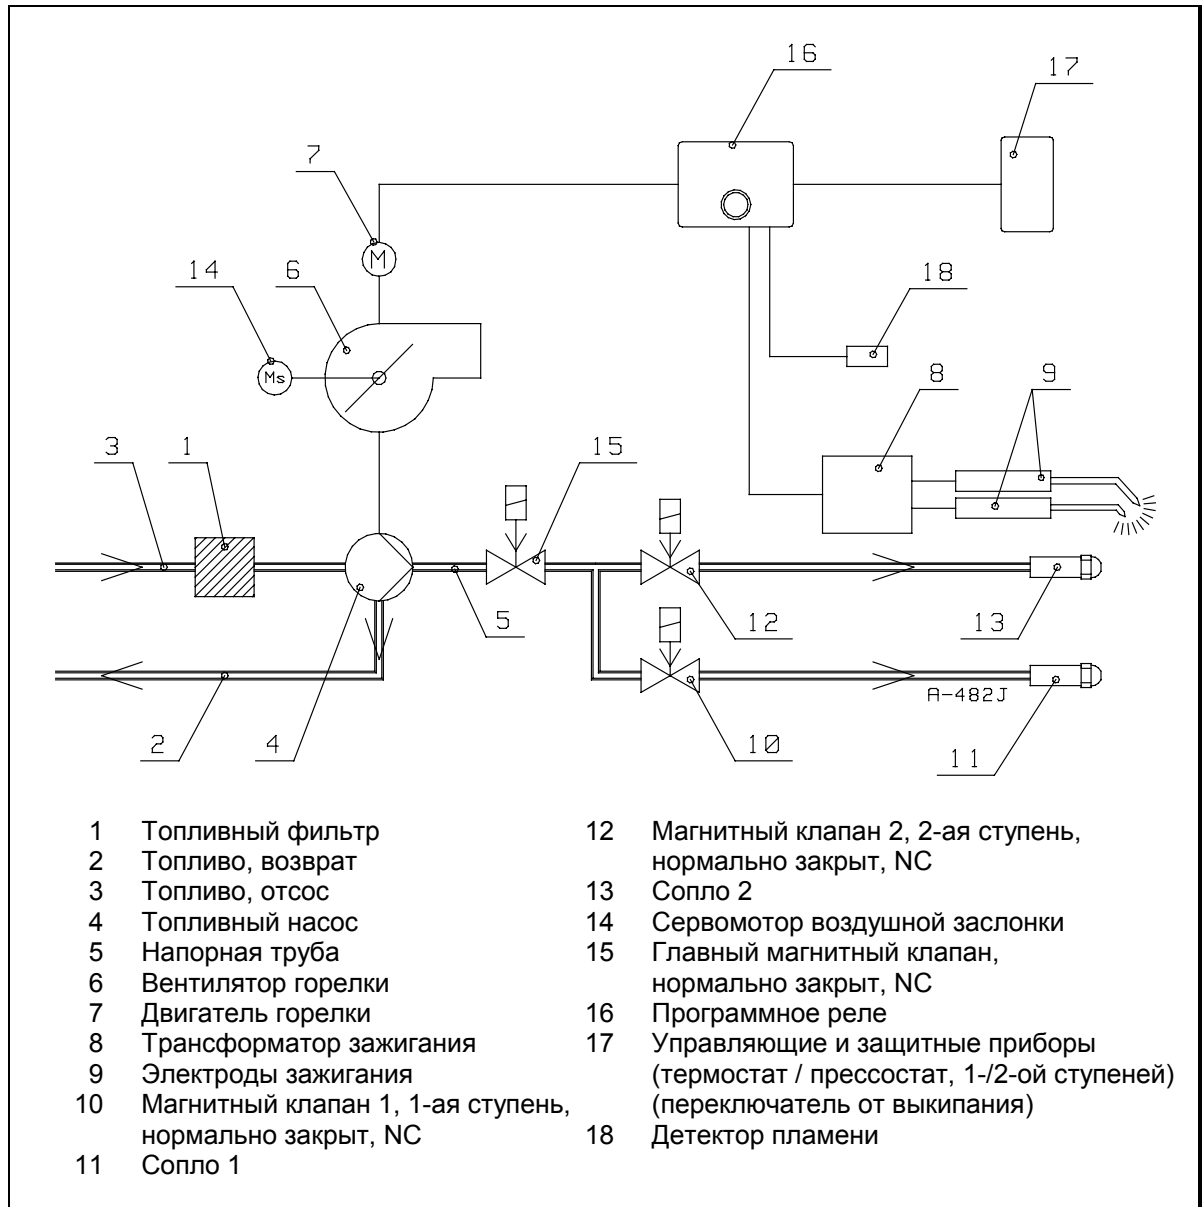 16
17
7
14
6
18
8
9
3
1
15
5
12
13
2
4
10
11
M
Ms
A-482J
1 Топливный фильтр
2 Топливо, возврат
3 Топливо, отсос
4 Топливный насос
5 Напорная труба
6 Вентилятор горелки
7 Двигатель горелки
8 Трансформатор зажигания
9 Электроды зажигания
10 Магнитный клапан 1, 1-ая ступень,
нормально закрыт, NC
11 Сопло 1
12 Магнитный клапан 2, 2-ая ступень,
нормально закрыт, NC
13 Сопло 2
14 Сервомотор воздушной заслонки
15 Главный магнитный клапан,
нормально закрыт, NC
16 Программное реле
17 Управляющие и защитные приборы
(термостат / прессостат, 1-/2-ой ступеней)
(переключатель от выкипания)
18 Детектор пламени